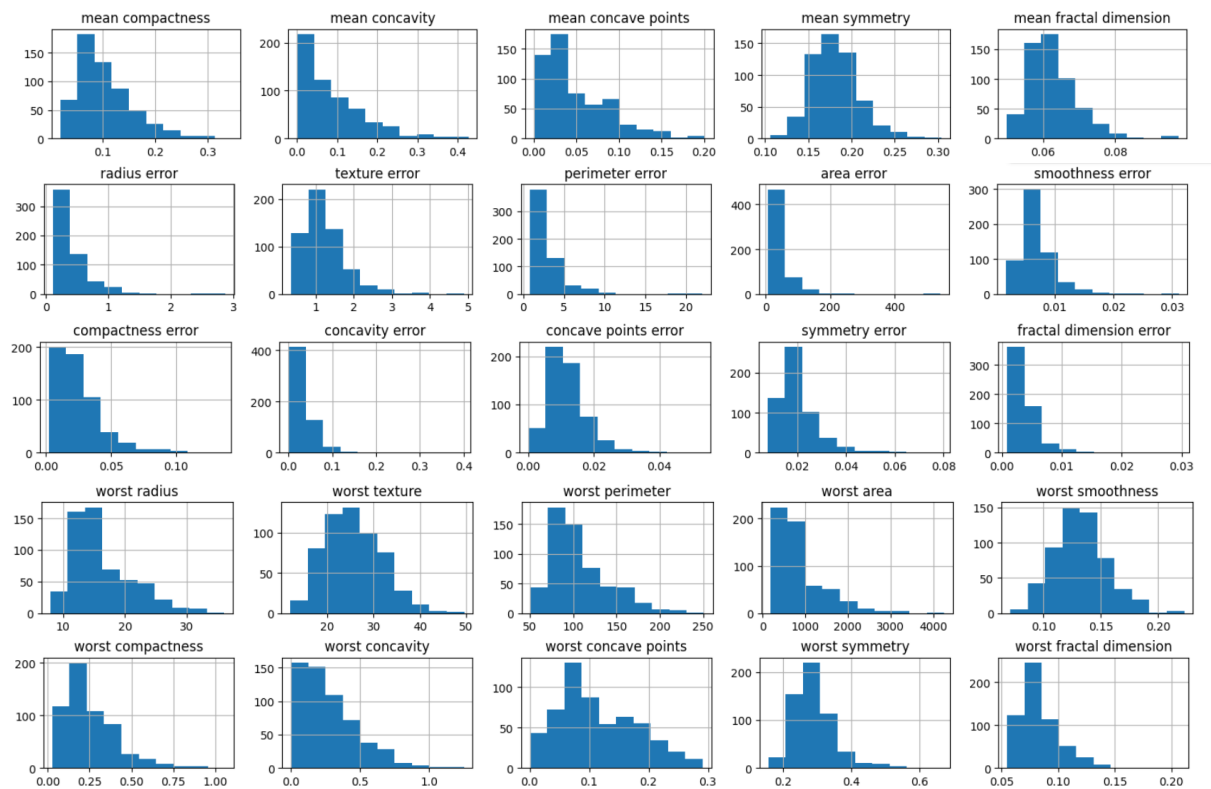 mean compactness mean concavity mean concave points mean symmetry mean fractal dimension
150 200 150 150 150
100 100 100 100
50 100 50 50 50
0 0 0 0 0
0.1 0.2 0.3 0.0 0.1 0.2 0.3 0.4 0.00 0.05 0.10 0.15 0.20 0.10 0.15 0.20 0.25 0.30 0.06 0.08
radius error texture error perimeter error area error smoothness error
300 200 300 400 300
200 200 200
100 100 100 200 100
0 0 0 0 0
0 1 2 3 1 2 3 4 5 0 5 10 15 20 0 200 400 0.01 0.02 0.03
compactness error concavity error concave points error symmetry error fractal dimension error
200 400 200 200 300
100 200 100 100 200
100
0 0 0 0 0
0.00 0.05 0.10 0.0 0.1 0.2 0.3 0.4 0.00 0.02 0.04 0.02 0.04 0.06 0.08 0.00 0.01 0.02 0.03
worst radius worst texture worst perimeter worst area worst smoothness
150 150 200 150
100 100 100 100 100
50 50 50 50
0 0 0 0 0
10 20 30 20 30 40 50 50 100 150 200 250 0 1000 2000 3000 4000 0.10 0.15 0.20
worst compactness worst concavity worst concave points worst symmetry worst fractal dimension
200 150 100 200 200
100 100 50 100 100
50
0 0 0 0 0
0.00 0.25 0.50 0.75 1.00 0.0 0.5 1.0 0.0 0.1 0.2 0.3 0.2 0.4 0.6 0.05 0.10 0.15 0.20